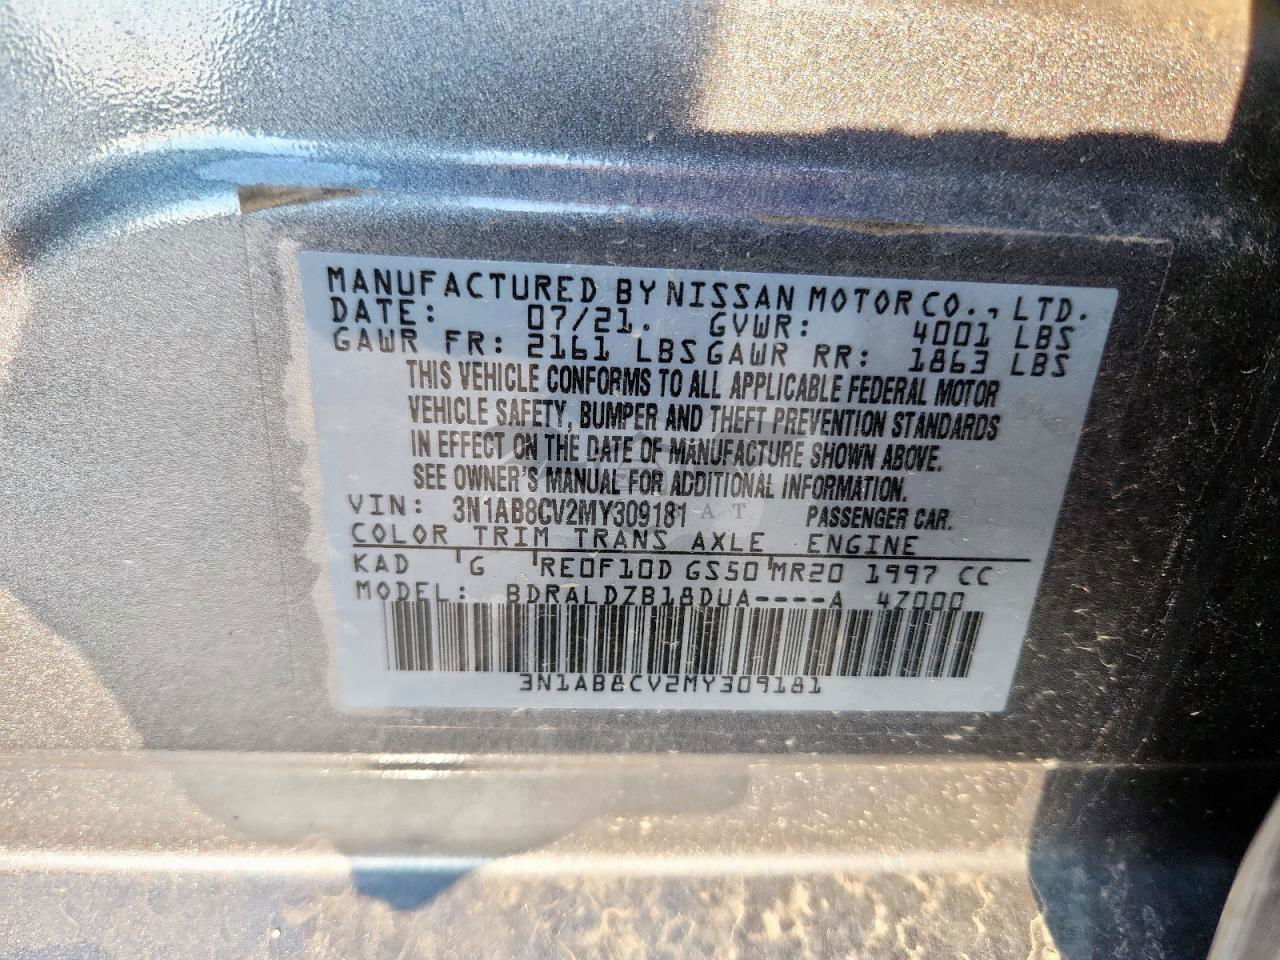 MANUFACTURED BY NISSAN MOTOR CO., LTD.
DATE: 07/21. GVWR: 4001 LBS
GAWR FR: 2161 LBS GAWR RR: 1863 LBS
THIS VEHICLE CONFORMS TO ALL APPLICABLE FEDERAL MOTOR
VEHICLE SAFETY, BUMPER AND THEFT PREVENTION STANDARDS
IN EFFECT ON THE DATE OF MANUFACTURE SHOWN ABOVE.
SEE OWNER'S MANUAL FOR ADDITIONAL INFORMATION.
VIN: 3N1AB8CV2MY309181 PASSENGER CAR.
COLOR TRIM TRANS AXLE ENGINE
KAD G RE0F10D GS50 MR20 1997 CC
MODEL: BDRALDZB18DUA----A 47000
3N1AB8CV2MY309181